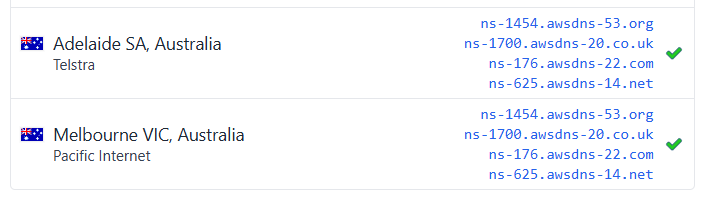 Adelaide SA, Australia
Telstra
ns-1454.awsdns-53.org
ns-1700.awsdns-20.co.uk
ns-176.awsdns-22.com
ns-625.awsdns-14.net
Melbourne VIC, Australia
Pacific Internet
ns-1454.awsdns-53.org
ns-1700.awsdns-20.co.uk
ns-176.awsdns-22.com
ns-625.awsdns-14.net